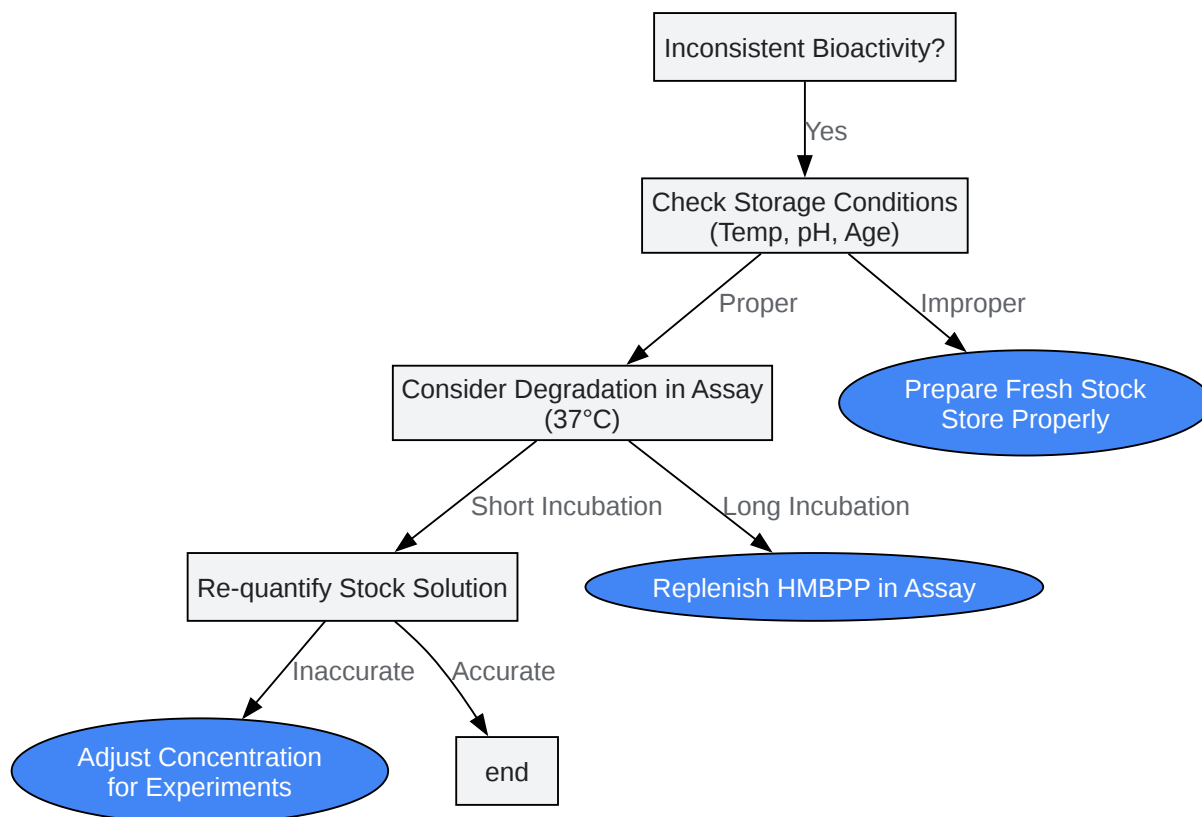 Inconsistent Bioactivity?
Yes
Check Storage Conditions
(Temp, pH, Age)
Proper
Improper
Consider Degradation in Assay
(37°C)
Prepare Fresh Stock
Store Properly
Short Incubation
Long Incubation
Re-quantify Stock Solution
Replenish HMBPP in Assay
Inaccurate
Accurate
Adjust Concentration
for Experiments
end